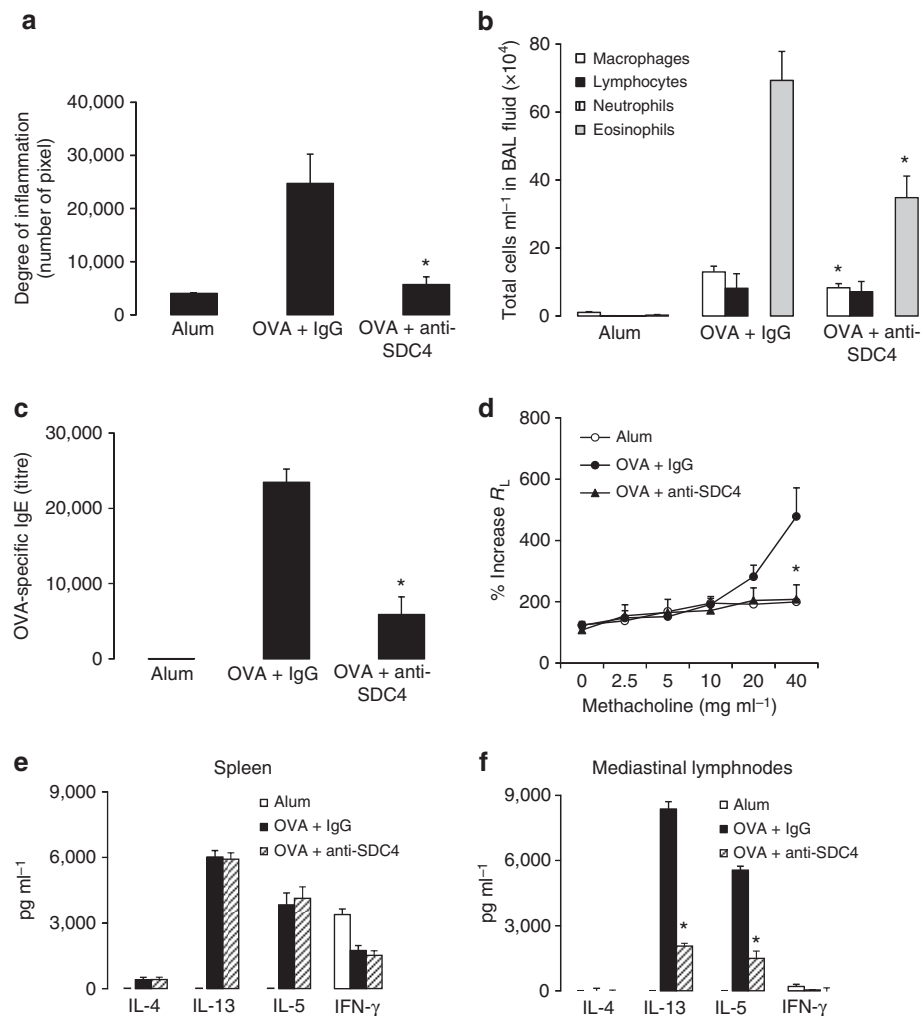 a
Degree of inflammation
(number of pixel)
40,000
30,000
20,000
10,000
0
*
Alum
OVA + IgG
OVA + anti-
SDC4
b
Total cells ml⁻¹ in BAL fluid (×10⁴)
80
60
40
20
0
Macrophages
Lymphocytes
Neutrophils
Eosinophils
*
*
Alum
OVA + IgG
OVA + anti-
SDC4
c
OVA-specific IgE (titre)
30,000
20,000
10,000
0
*
Alum
OVA + IgG
OVA + anti-
SDC4
d
% Increase R_L
800
600
400
200
0
Alum
OVA + IgG
OVA + anti-SDC4
*
0 2.5 5 10 20 40
Methacholine (mg ml⁻¹)
e
Spleen
pg ml⁻¹
9,000
6,000
3,000
0
Alum
OVA + IgG
OVA + anti-SDC4
IL-4 IL-13 IL-5 IFN-γ
f
Mediastinal lymphnodes
pg ml⁻¹
9,000
6,000
3,000
0
Alum
OVA + IgG
OVA + anti-SDC4
*
*
IL-4 IL-13 IL-5 IFN-γ